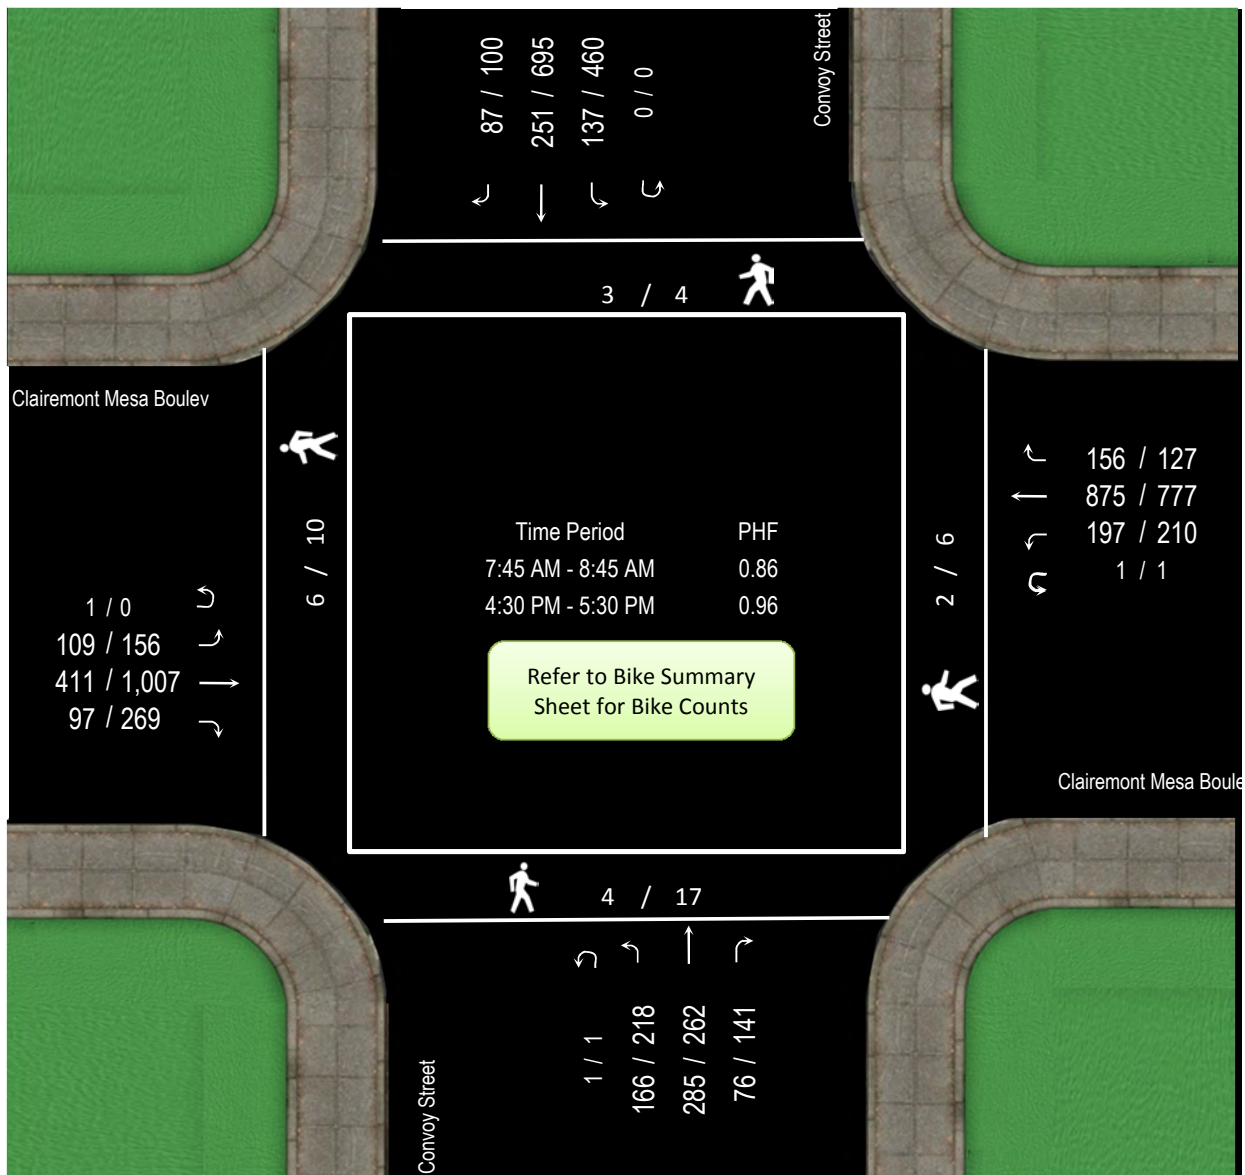 87 / 100
251 / 695
137 / 460
0 / 0
Convoy Street
3 / 4
Clairemont Mesa Boulev
6 / 10
1 / 0
109 / 156
411 / 1,007
97 / 269
Time Period PHF
7:45 AM - 8:45 AM 0.86
4:30 PM - 5:30 PM 0.96
Refer to Bike Summary
Sheet for Bike Counts
2 / 6
156 / 127
875 / 777
197 / 210
1 / 1
Clairemont Mesa Boule
4 / 17
1 / 1
166 / 218
285 / 262
76 / 141
Convoy Street